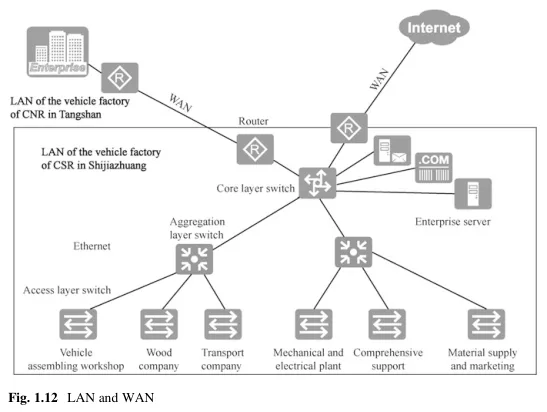 Internet
Enterprise
R
WAN
WAN
LAN of the vehicle factory
of CNR in Tangshan
Router
R
R
LAN of the vehicle factory
of CSR in Shijiazhuang
.COM
Core layer switch
Enterprise server
Aggregation
layer switch
Ethernet
Access layer switch
Vehicle
assembling workshop
Wood
company
Transport
company
Mechanical and
electrical plant
Comprehensive
support
Material supply
and marketing
Fig. 1.12 LAN and WAN